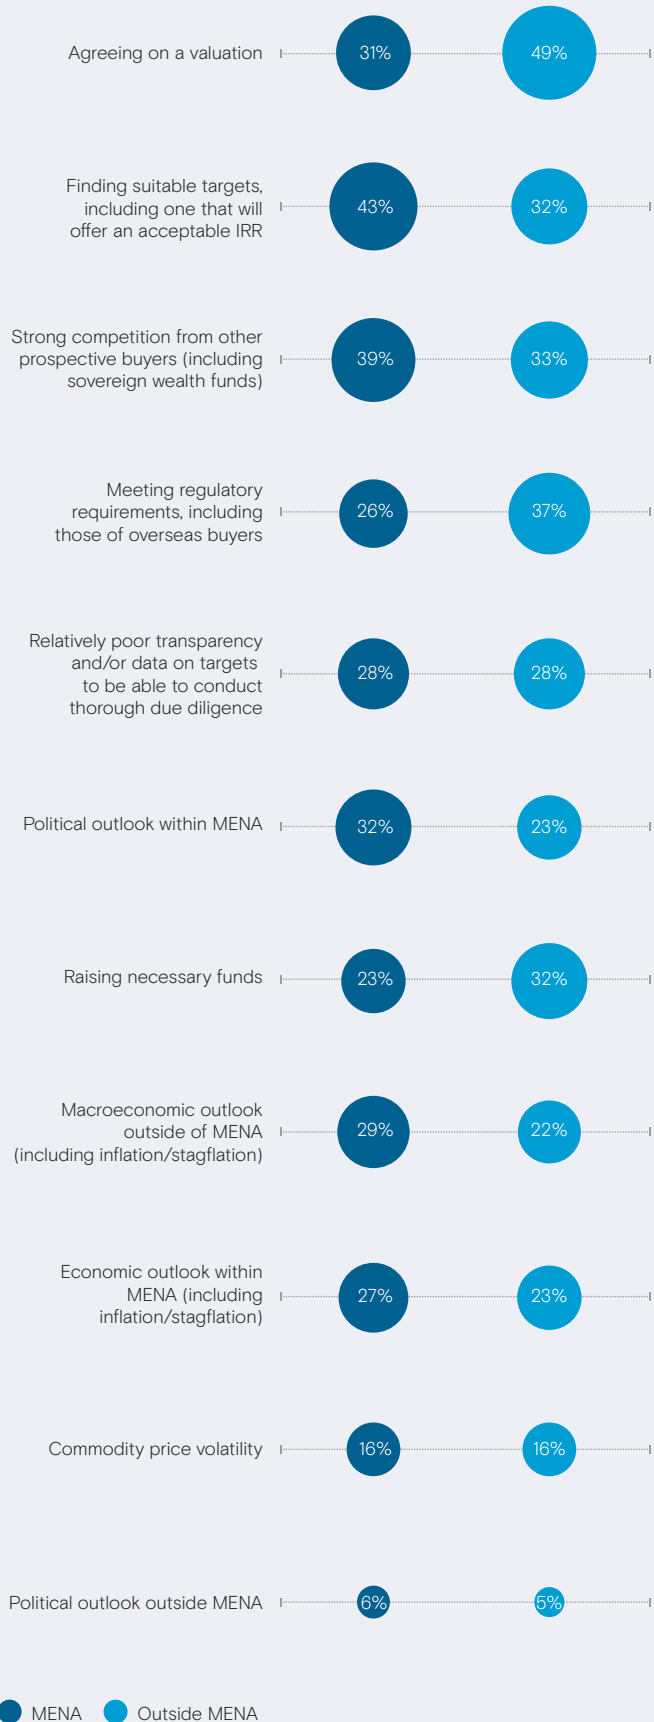 Agreeing on a valuation 31% 49%
Finding suitable targets,
including one that will
offer an acceptable IRR
43% 32%
Strong competition from other
prospective buyers (including
sovereign wealth funds)
39% 33%
Meeting regulatory
requirements, including
those of overseas buyers
26% 37%
Relatively poor transparency
and/or data on targets
to be able to conduct
thorough due diligence
28% 28%
Political outlook within MENA 32% 23%
Raising necessary funds 23% 32%
Macroeconomic outlook
outside of MENA
(including inflation/stagflation)
29% 22%
Economic outlook within
MENA (including
inflation/stagflation)
27% 23%
Commodity price volatility 16% 16%
Political outlook outside MENA 6% 5%
MENA Outside MENA